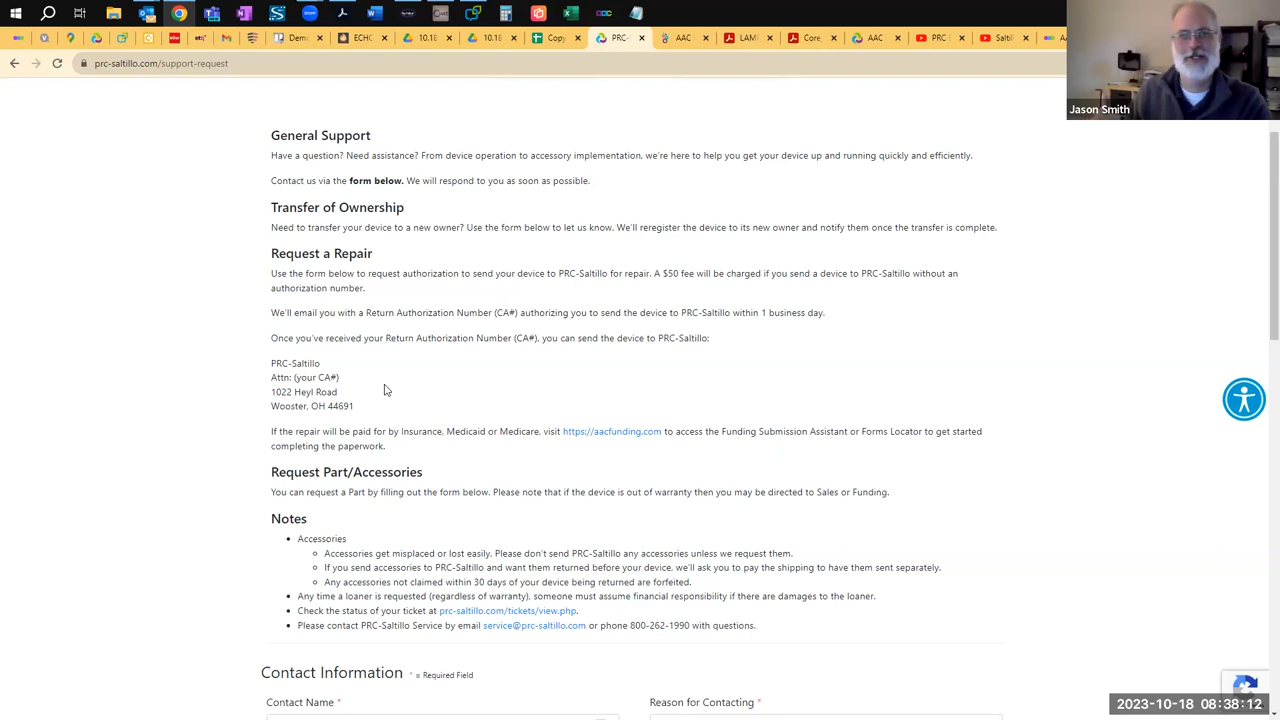 Demo
ECHO
10.18
10.18
Copy
PRC-
AAC
LAMP
Core_
AAC
PRC S
Saltil
prc-saltillo.com/support-request
Jason Smith
General Support
Have a question? Need assistance? From device operation to accessory implementation, we're here to help you get your device up and running quickly and efficiently.
Contact us via the form below. We will respond to you as soon as possible.
Transfer of Ownership
Need to transfer your device to a new owner? Use the form below to let us know. We'll reregister the device to its new owner and notify them once the transfer is complete.
Request a Repair
Use the form below to request authorization to send your device to PRC-Saltillo for repair. A $50 fee will be charged if you send a device to PRC-Saltillo without an
authorization number.
We'll email you with a Return Authorization Number (CA#) authorizing you to send the device to PRC-Saltillo within 1 business day.
Once you've received your Return Authorization Number (CA#), you can send the device to PRC-Saltillo:
PRC-Saltillo
Attn: (your CA#)
1022 Heyl Road
Wooster, OH 44691
If the repair will be paid for by Insurance, Medicaid or Medicare, visit https://aacfunding.com to access the Funding Submission Assistant or Forms Locator to get started
completing the paperwork.
Request Part/Accessories
You can request a Part by filling out the form below. Please note that if the device is out of warranty then you may be directed to Sales or Funding.
Notes
Accessories
Accessories get misplaced or lost easily. Please don't send PRC-Saltillo any accessories unless we request them.
If you send accessories to PRC-Saltillo and want them returned before your device, we'll ask you to pay the shipping to have them sent separately.
Any accessories not claimed within 30 days of your device being returned are forfeited.
Any time a loaner is requested (regardless of warranty), someone must assume financial responsibility if there are damages to the loaner.
Check the status of your ticket at prc-saltillo.com/tickets/view.php.
Please contact PRC-Saltillo Service by email service@prc-saltillo.com or phone 800-262-1990 with questions.
Contact Information * = Required Field
Contact Name *
Reason for Contacting *
2023-10-18 08:38:12